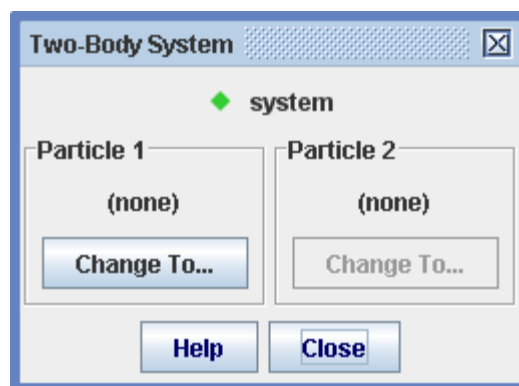 Two-Body System
system
Particle 1 Particle 2
(none) (none)
Change To... Change To...
Help Close